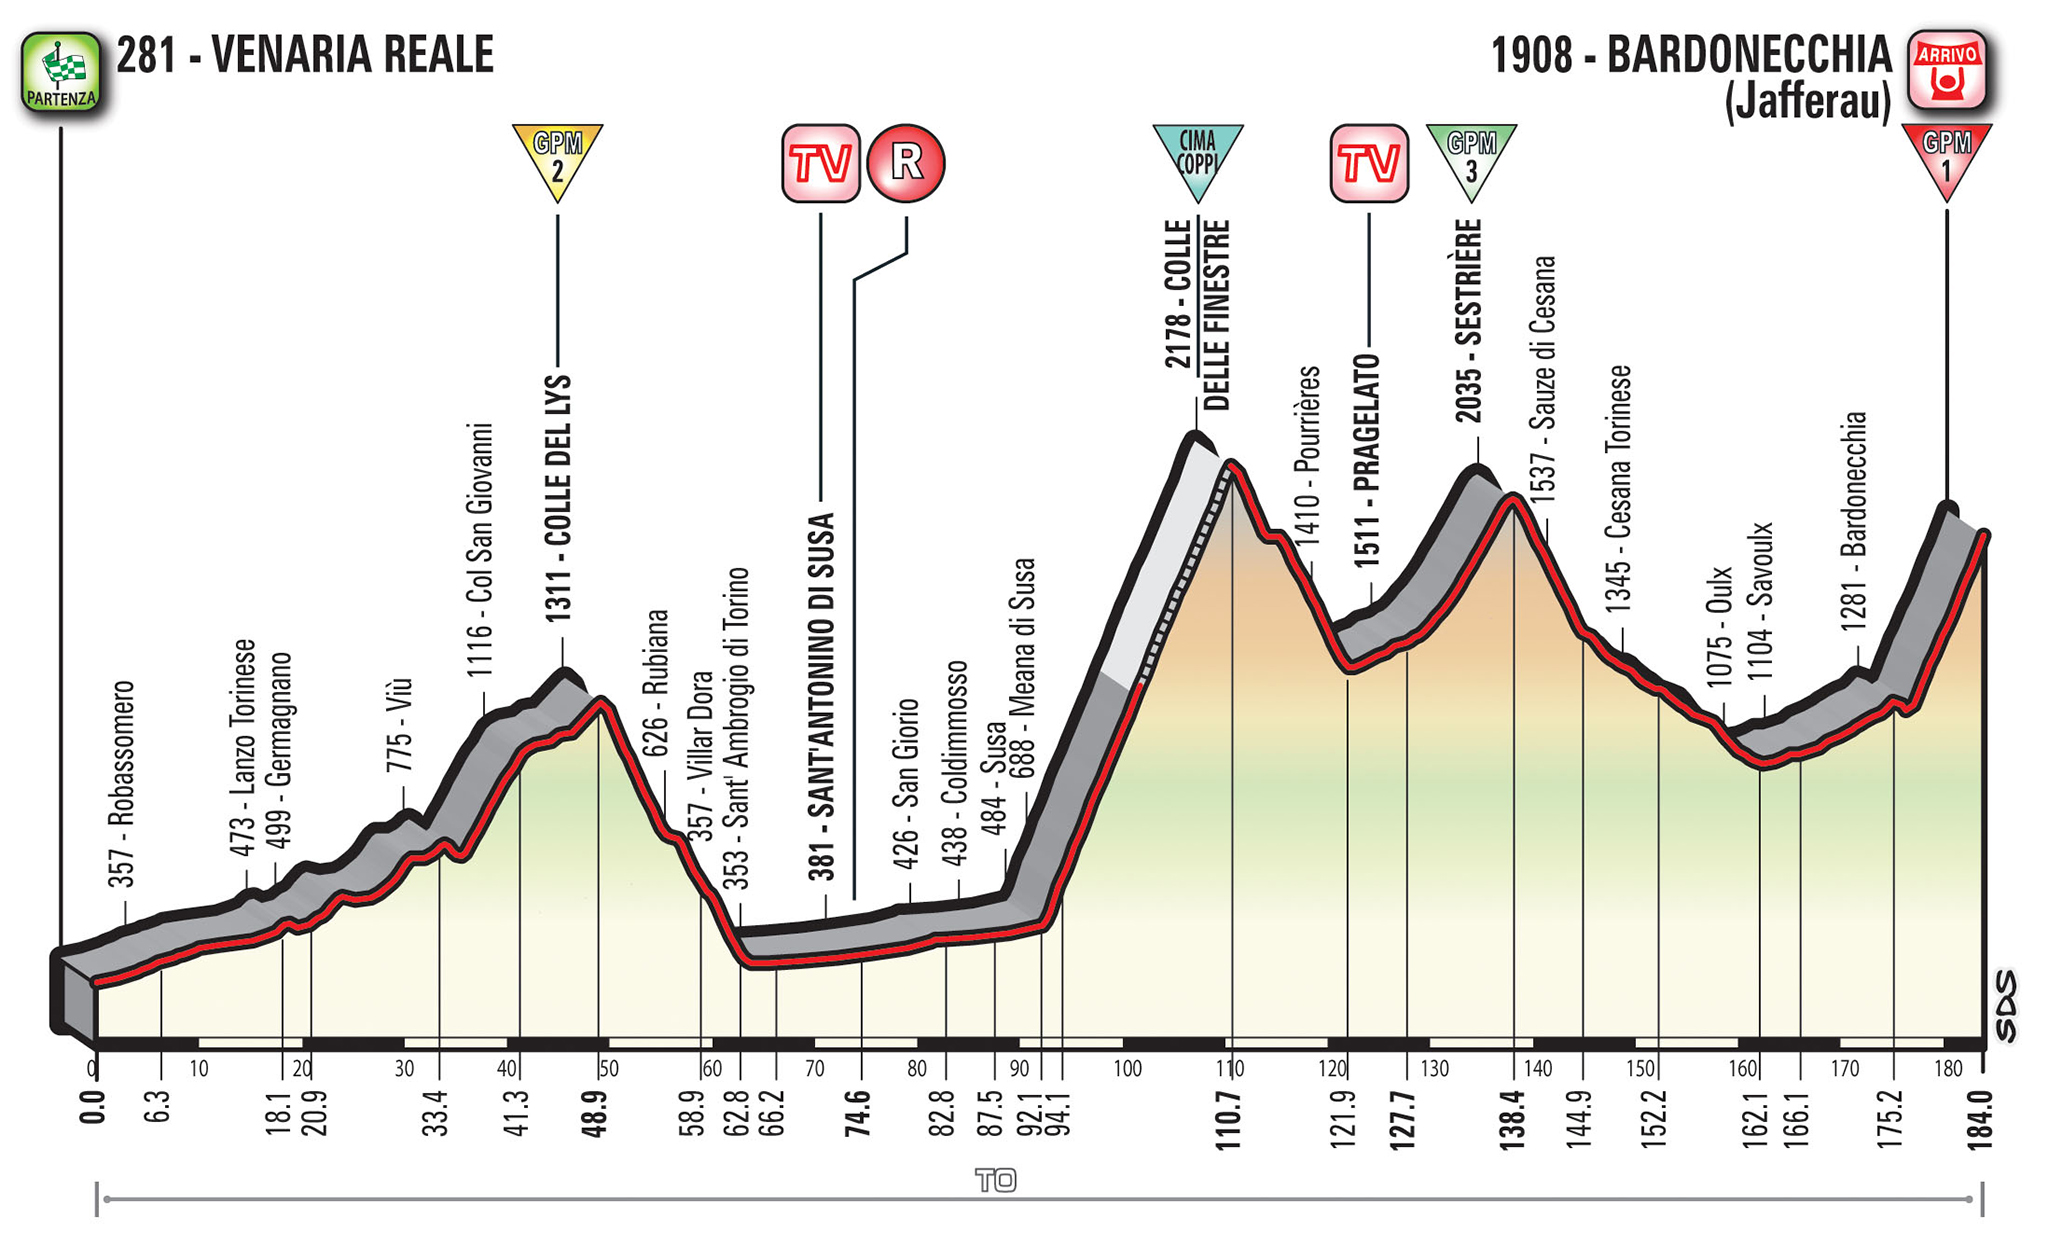 281 - VENARIA REALE
PARTENZA
1908 - BARDONECCHIA
(Jafferau)
ARRIVO
GPM
2
TV
R
CIMA
COPPI
TV
GPM
3
GPM
1
357 - Robassomero
473 - Lanzo Torinese
499 - Germagnano
775 - Viù
1116 - Col San Giovanni
1311 - COLLE DEL LYS
626 - Rubiana
357 - Villar Dora
353 - Sant' Ambrogio di Torino
381 - SANT'ANTONINO DI SUSA
426 - San Giorio
438 - Coldimmosso
484 - Susa
688 - Meana di Susa
2178 - COLLE
DELLE FINESTRE
1410 - Pourrières
1511 - PRAGELATO
2035 - SESTRIÈRE
1537 - Sauze di Cesana
1345 - Cesana Torinese
1075 - Oulx
1104 - Savoulx
1281 - Bardonecchia
SDS
0 10 20 30 40 50 60 70 80 90 100 110 120 130 140 150 160 170 180
0.0 6.3 18.1 20.9 33.4 41.3 48.9 58.9 62.8 66.2 74.6 82.8 87.5 92.1 94.1 110.7 121.9 127.7 138.4 144.9 152.2 162.1 166.1 175.2 184.0
TO